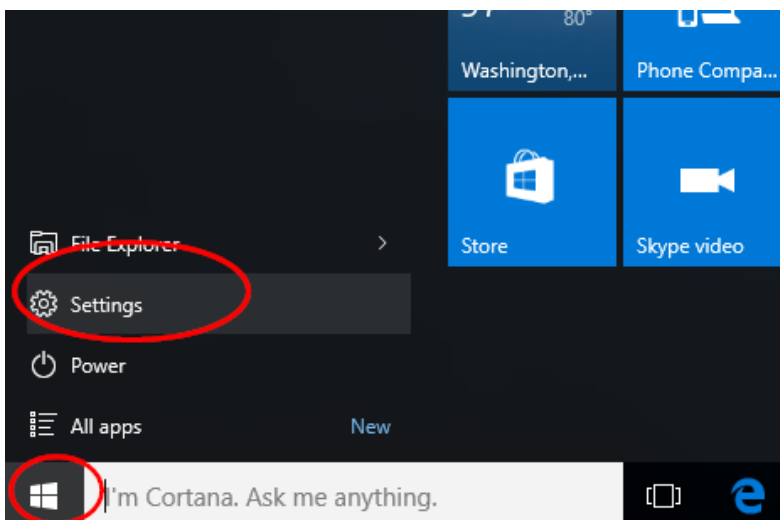 80°
Washington,...
Phone Compa...
Store
Skype video
File Explorer
Settings
Power
All apps
New
I'm Cortana. Ask me anything.